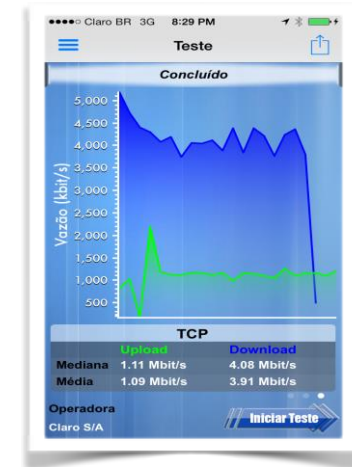 ●●●●○ Claro BR 3G 8:29 PM
Teste
Concluído
5,000
4,500
4,000
3,500
3,000
2,500
2,000
1,500
1,000
500
Vazão (kbit/s)
TCP
Upload Download
Mediana 1.11 Mbit/s 4.08 Mbit/s
Média 1.09 Mbit/s 3.91 Mbit/s
Operadora
Claro S/A
Iniciar Teste